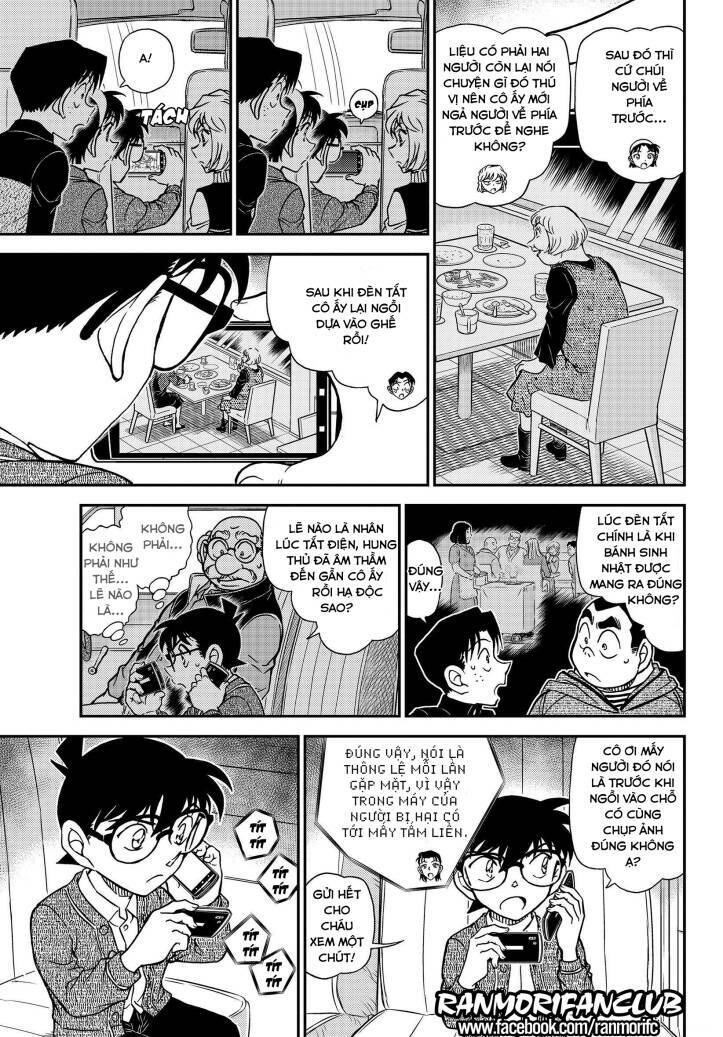 SAU ĐÓ THÌ
CỨ CHÚI
NGƯỜI VỀ
PHÍA
TRƯỚC...
LIỆU CÓ PHẢI HAI
NGƯỜI CÒN LẠI NÓI
CHUYỆN GÌ ĐÓ THÚ
VỊ NÊN CÔ ẤY MỚI
NGẢ NGƯỜI VỀ PHÍA
TRƯỚC ĐỂ NGHE
KHÔNG?
CỤP
A!
TÁCH
SAU KHI ĐÈN TẮT
CÔ ẤY LẠI NGỒI
DỰA VÀO GHẾ
RỒI!
LÚC ĐÈN TẮT
CHÍNH LÀ KHI
BÁNH SINH
NHẬT ĐƯỢC
MANG RA ĐÚNG
KHÔNG?
ĐÚNG
VẬY...
LẼ NÀO LÀ NHÂN
LÚC TẮT ĐIỆN, HUNG
THỦ ĐÃ ÂM THẦM
ĐẾN GẦN CÔ ẤY
RỒI HẠ ĐỘC
SAO?
KHÔNG
PHẢI...
KHÔNG
PHẢI NHƯ
THẾ...
LẼ NÀO
LÀ...
CÔ ƠI MẤY
NGƯỜI ĐÓ NÓI
LÀ TRƯỚC KHI
NGỒI VÀO CHỖ
CÓ CÙNG
CHỤP ẢNH
ĐÚNG KHÔNG
Ạ?
ĐÚNG VẬY, NÓI LÀ
THÔNG LỆ MỖI LẦN
GẶP MẶT, VÌ VẬY
TRONG MÁY CỦA
NGƯỜI BỊ HẠI CÓ
TỚI MẤY TẤM LIỀN.
GỬI HẾT
CHO
CHÁU
XEM MỘT
CHÚT!
TÍT
TÍT
TÍT
TÍT
TÍT
TÍT
TÍT
TÍT
RANMORIFANCLUB
www.facebook.com/ranmorifc